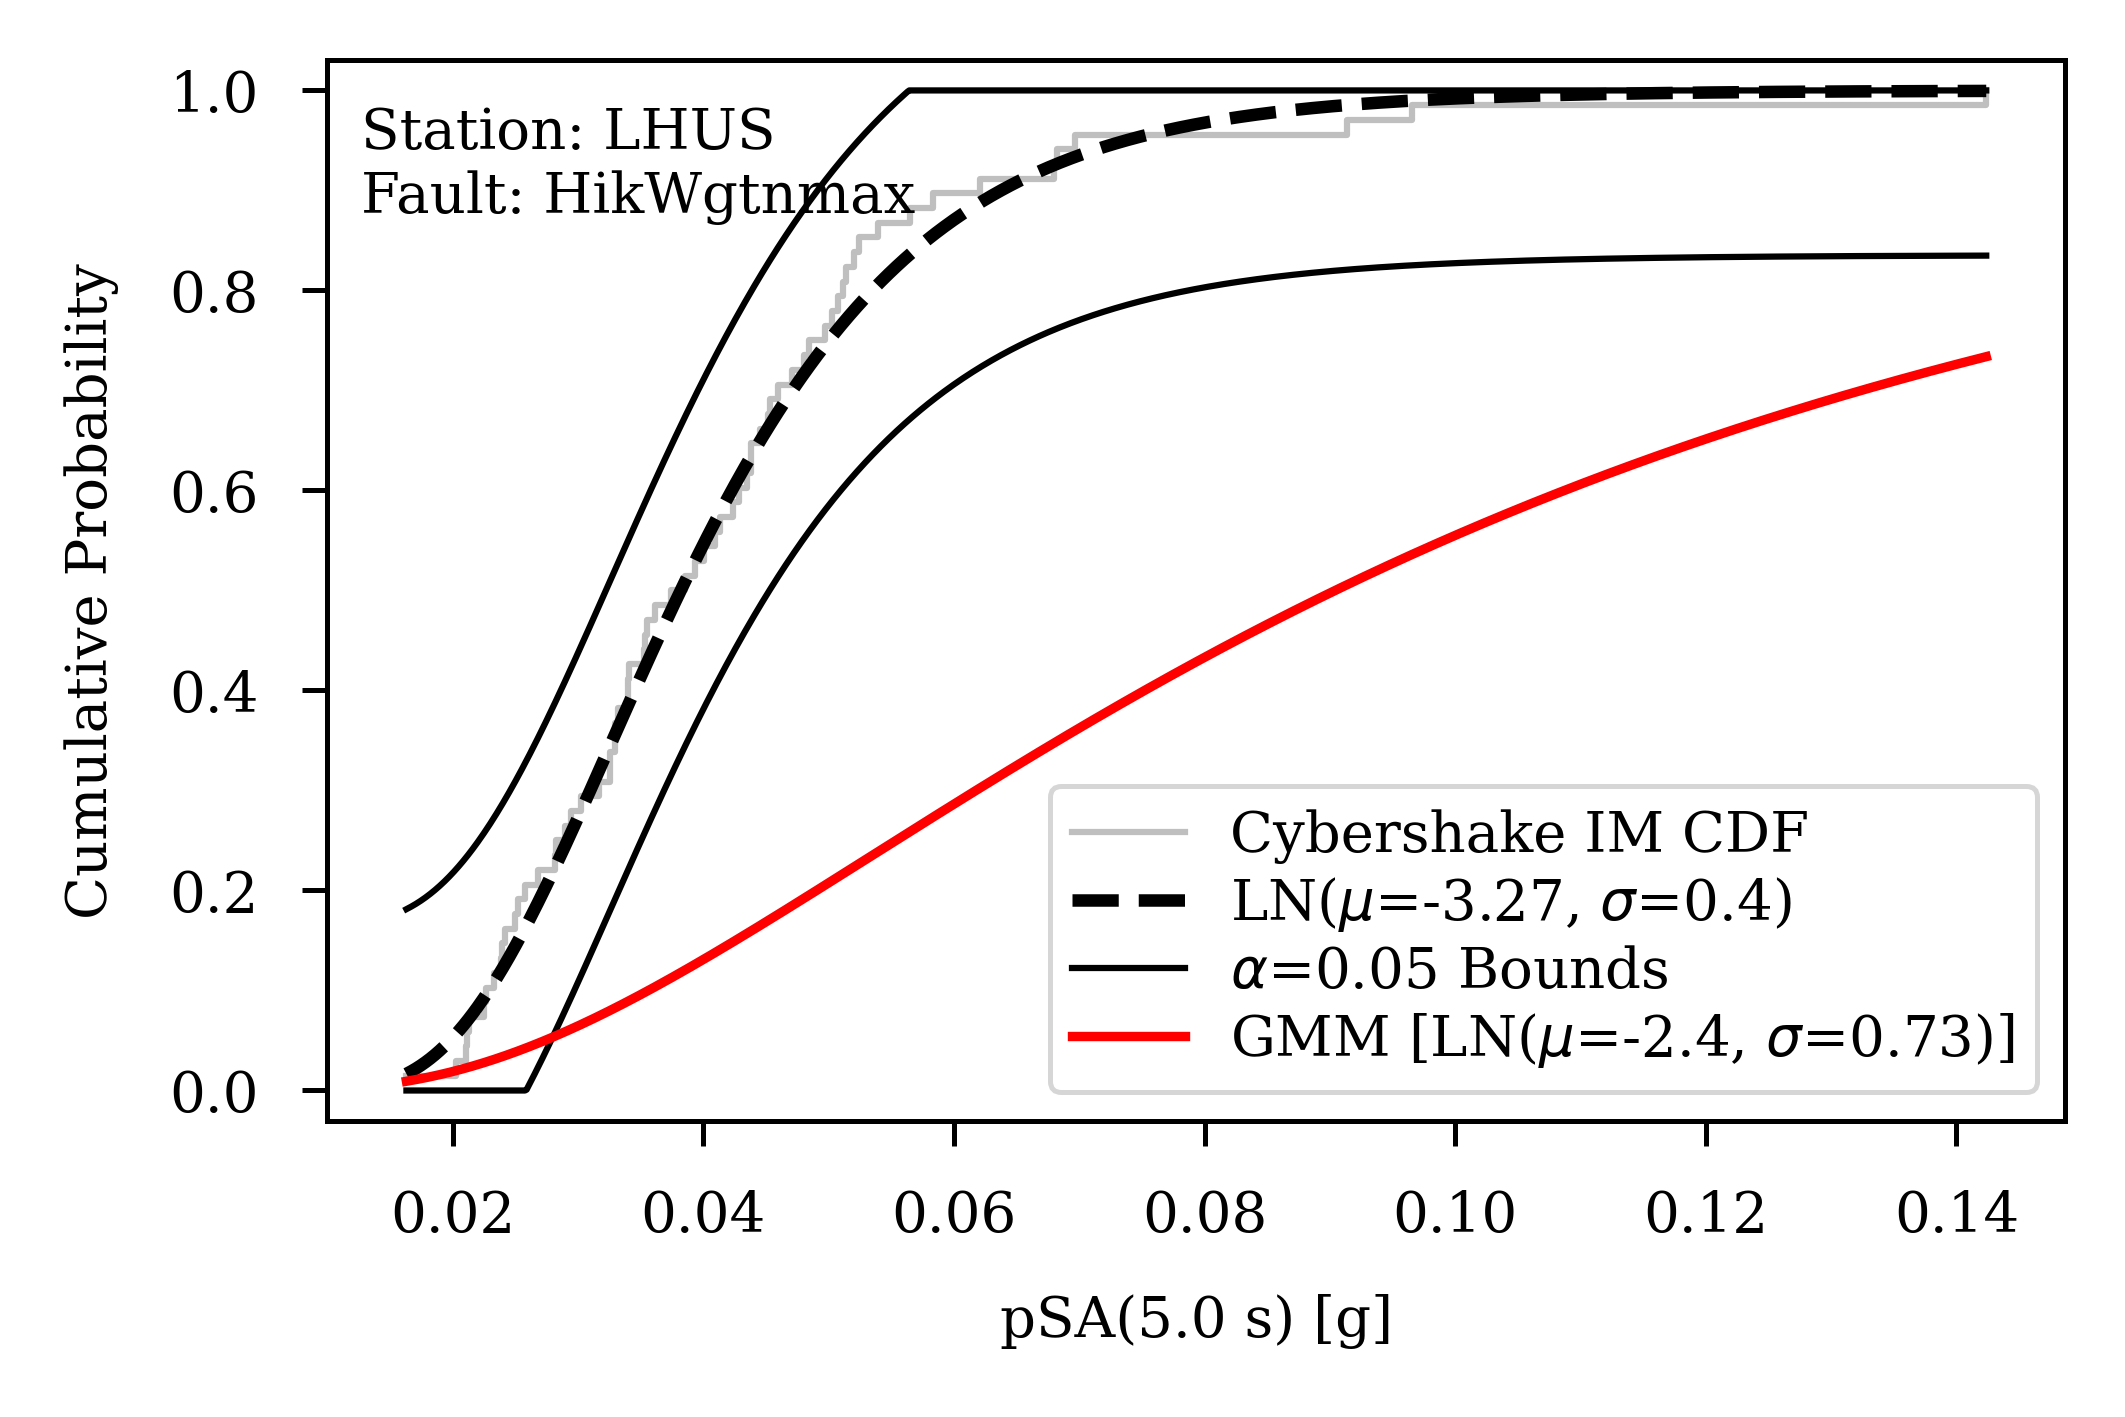 Station: LHUS
Fault: HikWgtnmax
Cumulative Probability
1.0
0.8
0.6
0.4
0.2
0.0
Cybershake IM CDF
LN(μ=-3.27, σ=0.4)
α=0.05 Bounds
GMM [LN(μ=-2.4, σ=0.73)]
0.02 0.04 0.06 0.08 0.10 0.12 0.14
pSA(5.0 s) [g]